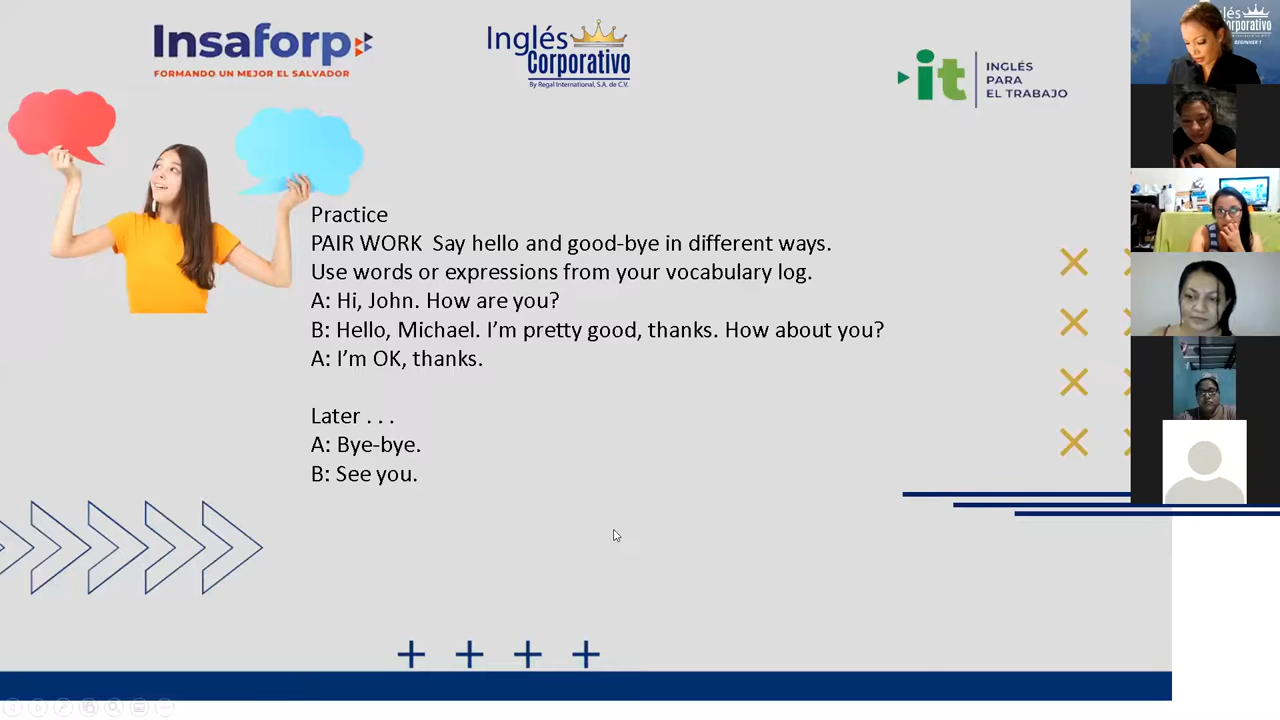 Insaforp
FORMANDO UN MEJOR EL SALVADOR
Inglés
Corporativo
By Regal International, S.A. de C.V.
it
INGLÉS
PARA
EL TRABAJO
Practice
PAIR WORK  Say hello and good-bye in different ways.
Use words or expressions from your vocabulary log.
A: Hi, John. How are you?
B: Hello, Michael. I’m pretty good, thanks. How about you?
A: I’m OK, thanks.
Later . . .
A: Bye-bye.
B: See you.
BEGINNER 1